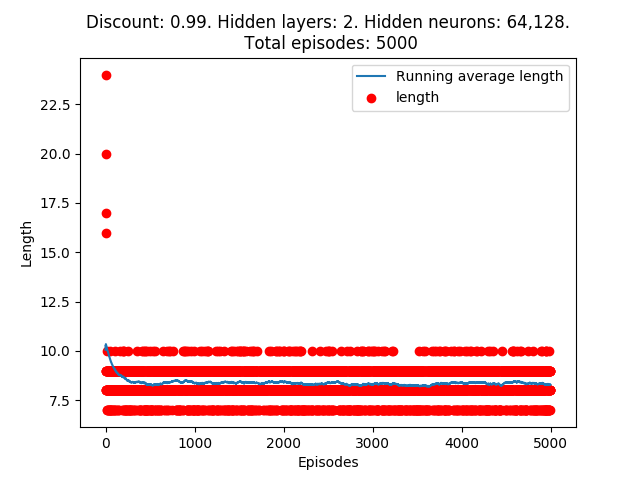 Discount: 0.99. Hidden layers: 2. Hidden neurons: 64,128.
Total episodes: 5000
Running average length
length
22.5
20.0
17.5
15.0
12.5
10.0
7.5
Length
0 1000 2000 3000 4000 5000
Episodes